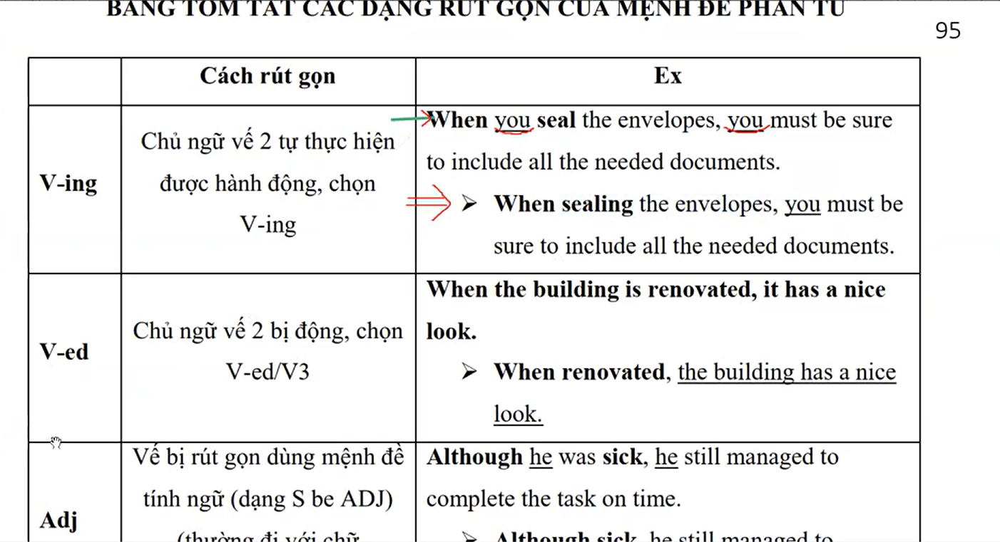 BẢNG TÓM TẮT CÁC DẠNG RÚT GỌN CỦA MỆNH ĐỀ PHÂN TỪ
95
Cách rút gọn
Ex
V-ing
Chủ ngữ vế 2 tự thực hiện
được hành động, chọn
V-ing
When you seal the envelopes, you must be sure
to include all the needed documents.
➢ When sealing the envelopes, you must be
sure to include all the needed documents.
V-ed
Chủ ngữ vế 2 bị động, chọn
V-ed/V3
When the building is renovated, it has a nice
look.
➢ When renovated, the building has a nice
look.
Adj
Vế bị rút gọn dùng mệnh đề
tính ngữ (dạng S be ADJ)
(thường đi với chữ
Although he was sick, he still managed to
complete the task on time.
➢ Although sick, he still managed to